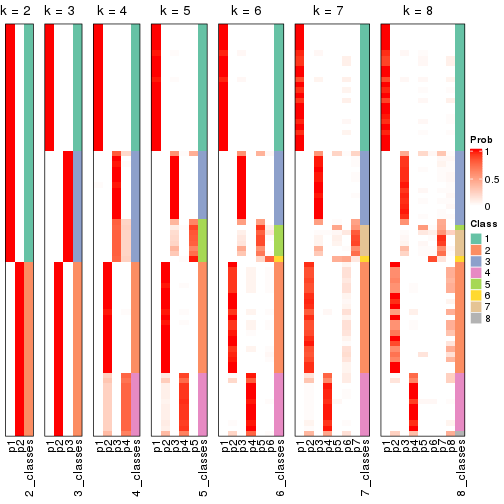 k = 2 k = 3 k = 4 k = 5 k = 6 k = 7 k = 8
Prob
1
0.5
0
Class
1
2
3
4
5
6
7
8
p1 p2 2_classes
p1 p2 p3 3_classes
p1 p2 p3 p4 4_classes
p1 p2 p3 p4 p5 5_classes
p1 p2 p3 p4 p5 p6 6_classes
p1 p2 p3 p4 p5 p6 p7 7_classes
p1 p2 p3 p4 p5 p6 p7 p8 8_classes